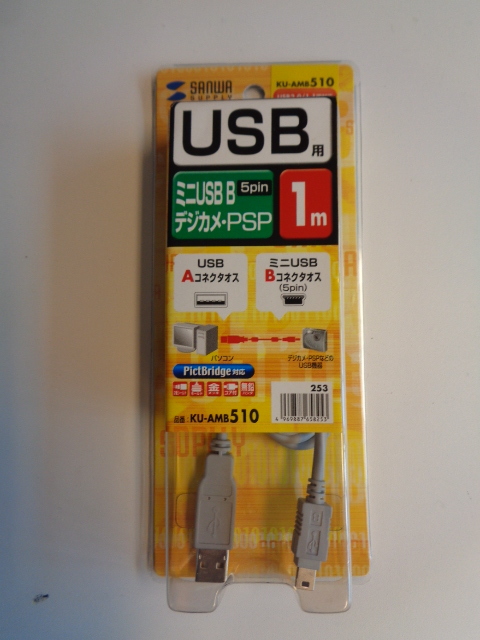 SANWA
SUPPLY
KU-AMB510
USB用
ミニUSB B 5pin
デジカメ・PSP
1m
USB
Aコネクタオス
ミニUSB
Bコネクタオス
(5pin)
パソコン
デジカメ・PSPなどの
USB機器
PictBridge対応
253
4969887658253
品番 KU-AMB510
SUPPLY